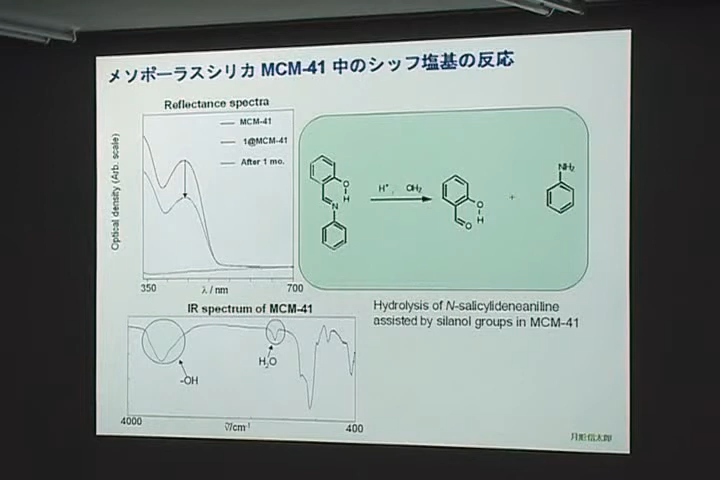 メソポーラスシリカ MCM-41 中のシッフ塩基の反応
Reflectance spectra
MCM-41
1@MCM-41
After 1 mo.
Optical density (Arb. scale)
350
λ / nm
700
H⁺, OH₂
O
H
N
O
H
O
+
NH₂
IR spectrum of MCM-41
-OH
H₂O
4000
ν̃/cm⁻¹
400
Hydrolysis of N-salicylideneaniline
assisted by silanol groups in MCM-41